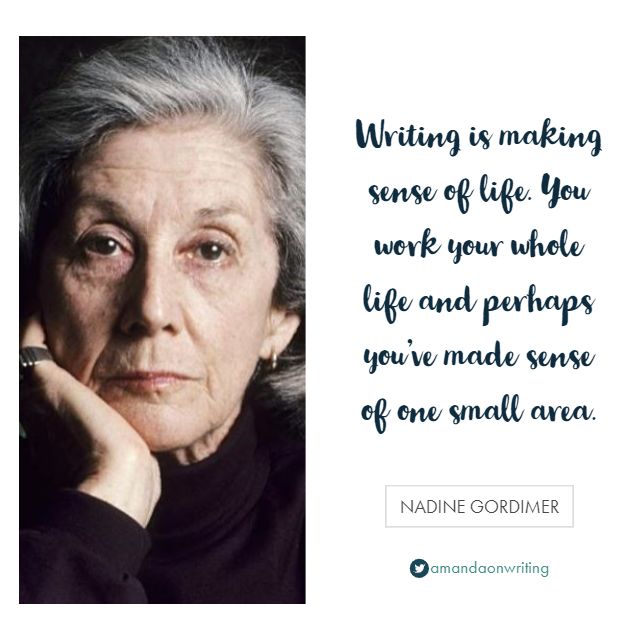 Writing is making
sense of life. You
work your whole
life and perhaps
you've made sense
of one small area.
NADINE GORDIMER
amandaonwriting